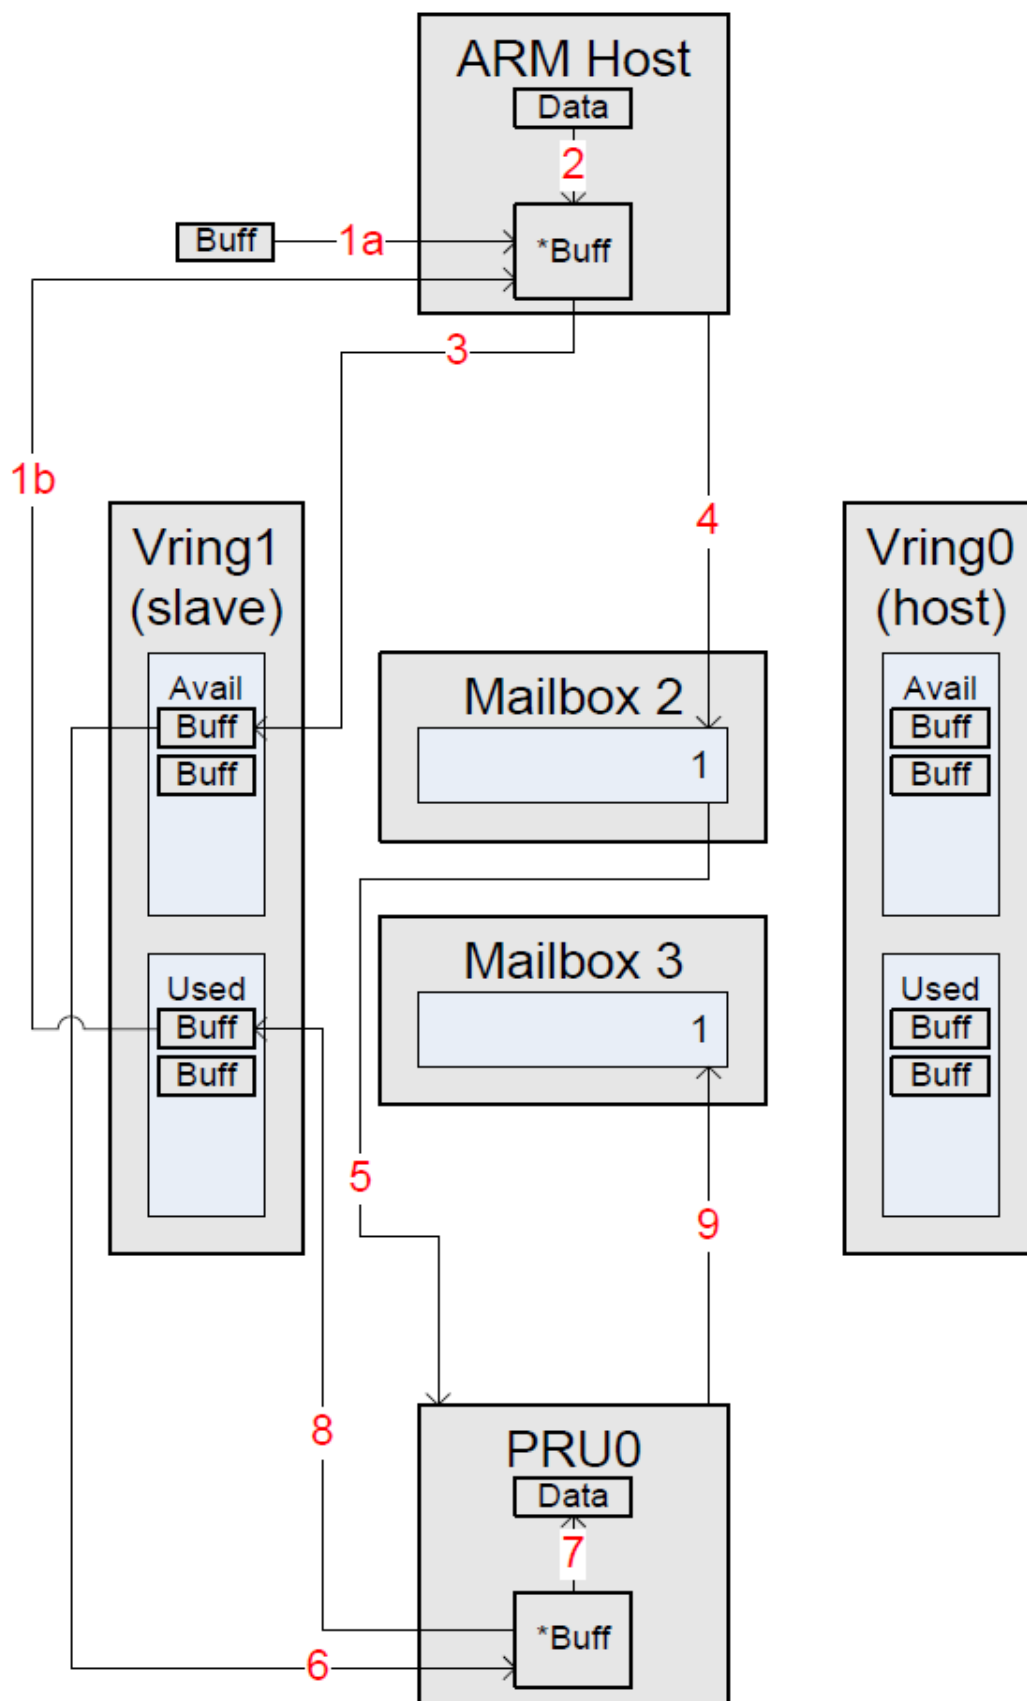 ARM Host
Data
2
Buff
1a
*Buff
3
1b
4
Vring1
(slave)
Avail
Buff
Buff
Used
Buff
Buff
Mailbox 2
1
Mailbox 3
1
Vring0
(host)
Avail
Buff
Buff
Used
Buff
Buff
5
9
8
PRU0
Data
7
*Buff
6